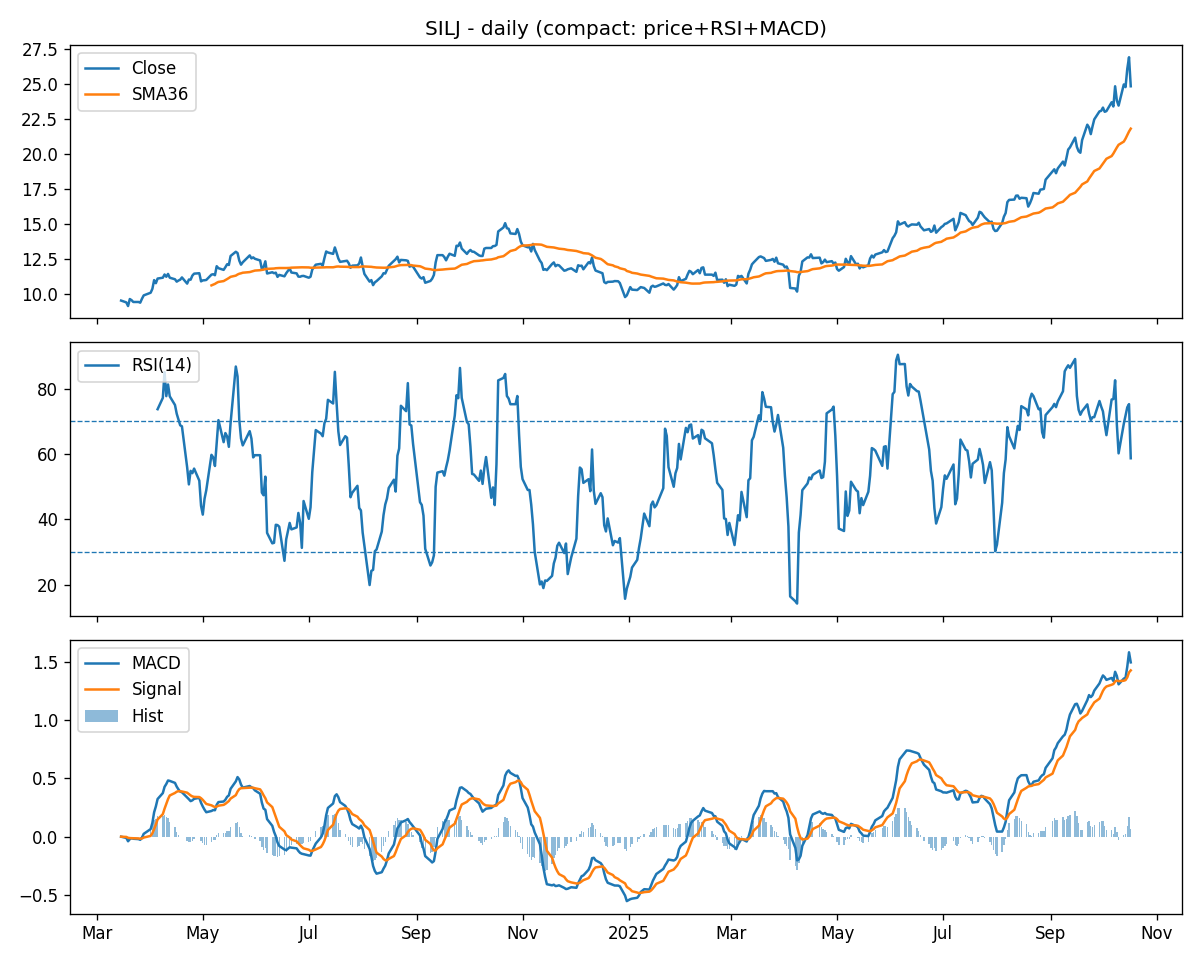 SILJ - daily (compact: price+RSI+MACD)
27.5
25.0
22.5
20.0
17.5
15.0
12.5
10.0
Close
SMA36
80
60
40
20
RSI(14)
1.5
1.0
0.5
0.0
−0.5
MACD
Signal
Hist
Mar May Jul Sep Nov 2025 Mar May Jul Sep Nov